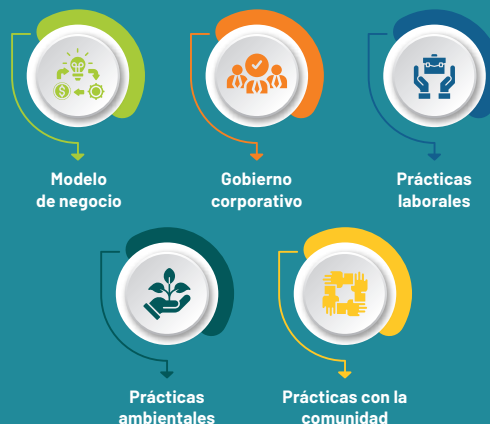 Modelo
de negocio
Gobierno
corporativo
Prácticas
laborales
Prácticas
ambientales
Prácticas con la
comunidad